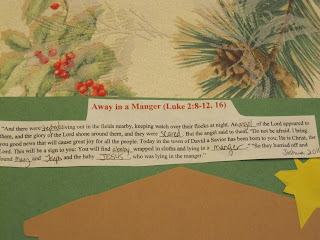 Away in a Manger (Luke 2:8-12, 16)
"And there were living out in the fields nearby, keeping watch over their flocks at night. An angel of the Lord appeared to
them, and the glory of the Lord shone around them, and they were scared. But the angel said to them, "Do not be afraid. I bring
you good news that will cause great joy for all the people. Today in the town of David a Savior has been born to you; He is Christ, the
Lord. This will be a sign to you: You will find wrapped in cloths and lying in a manger." "So they hurried off and
found Mary and and the baby JESUS, who was lying in the manger."
Joshua